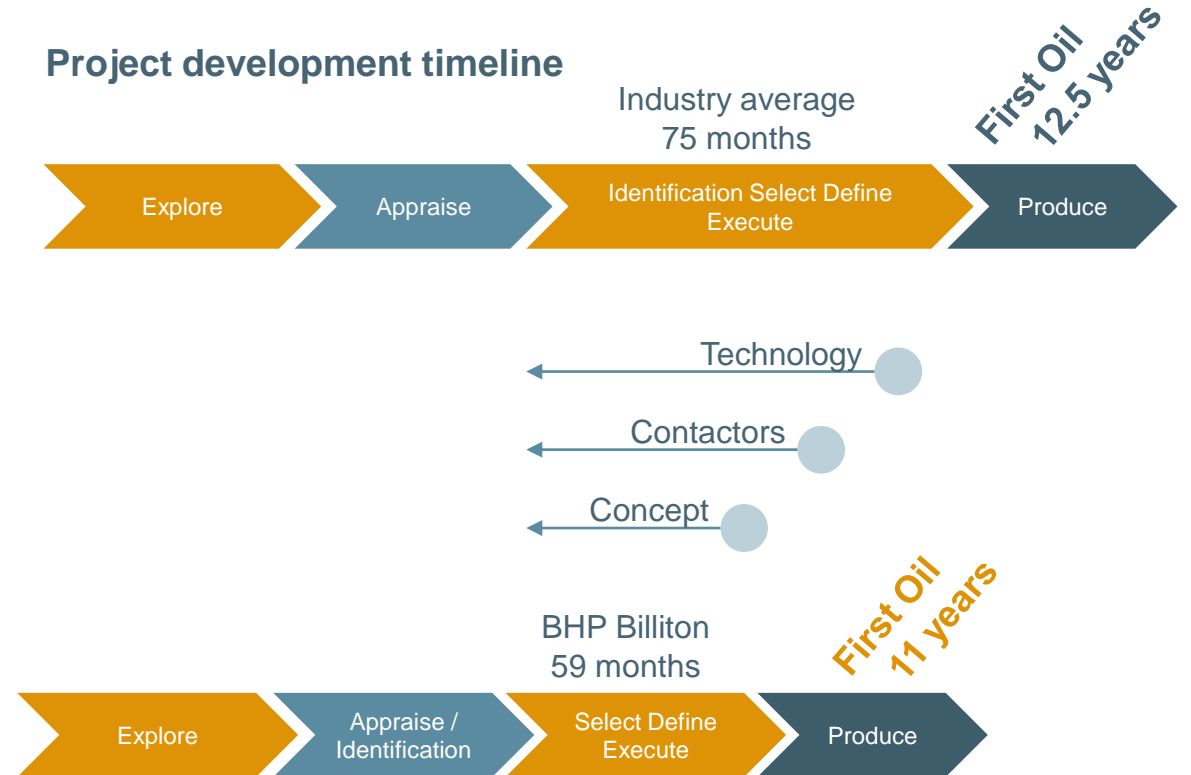 Project development timeline
First Oil
12.5 years
Industry average
75 months
Explore
Appraise
Identification Select Define
Execute
Produce
Technology
Contactors
Concept
First Oil
11 years
BHP Billiton
59 months
Explore
Appraise /
Identification
Select Define
Execute
Produce